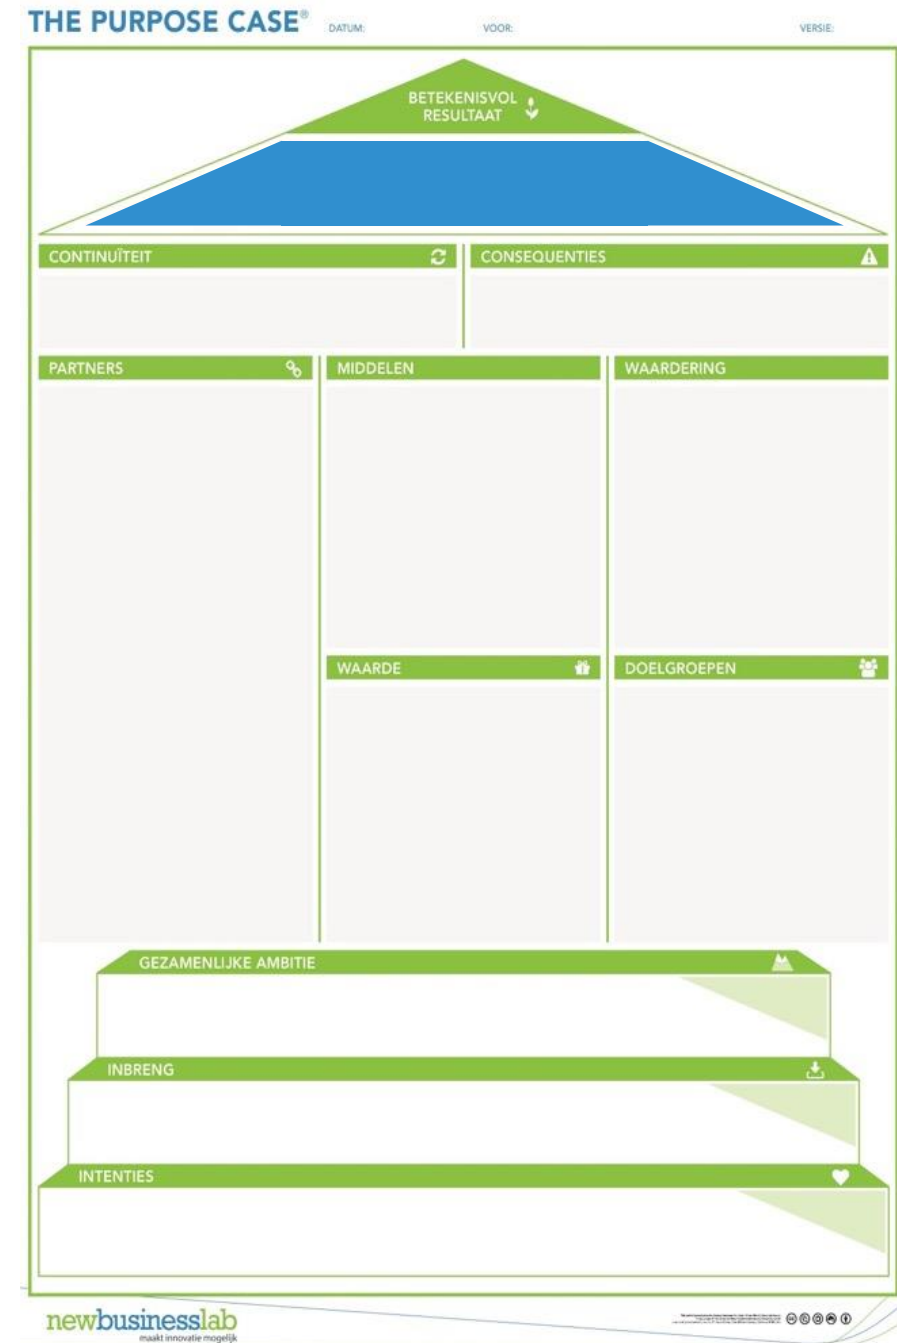 THE PURPOSE CASE®
DATUM:
VOOR:
VERSIE:
BETEKENISVOL
RESULTAAT
CONTINUÏTEIT
CONSEQUENTIES
PARTNERS
MIDDELEN
WAARDERING
WAARDE
DOELGROEPEN
GEZAMENLIJKE AMBITIE
INBRENG
INTENTIES
newbusinesslab
maakt innovatie mogelijk